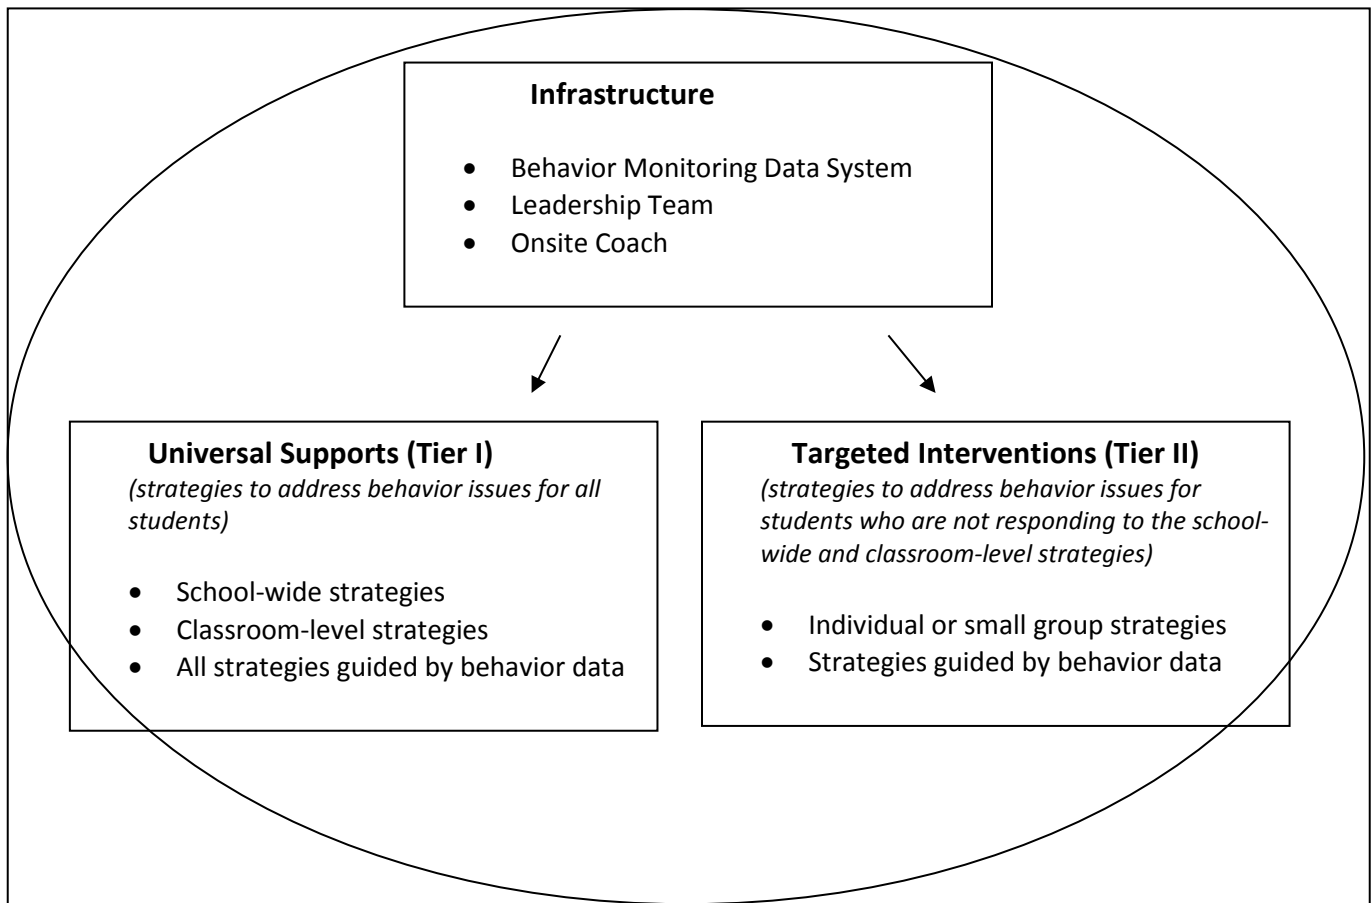 Infrastructure
• Behavior Monitoring Data System
• Leadership Team
• Onsite Coach
Universal Supports (Tier I)
(strategies to address behavior issues for all
students)
• School-wide strategies
• Classroom-level strategies
• All strategies guided by behavior data
Targeted Interventions (Tier II)
(strategies to address behavior issues for
students who are not responding to the school-
wide and classroom-level strategies)
• Individual or small group strategies
• Strategies guided by behavior data